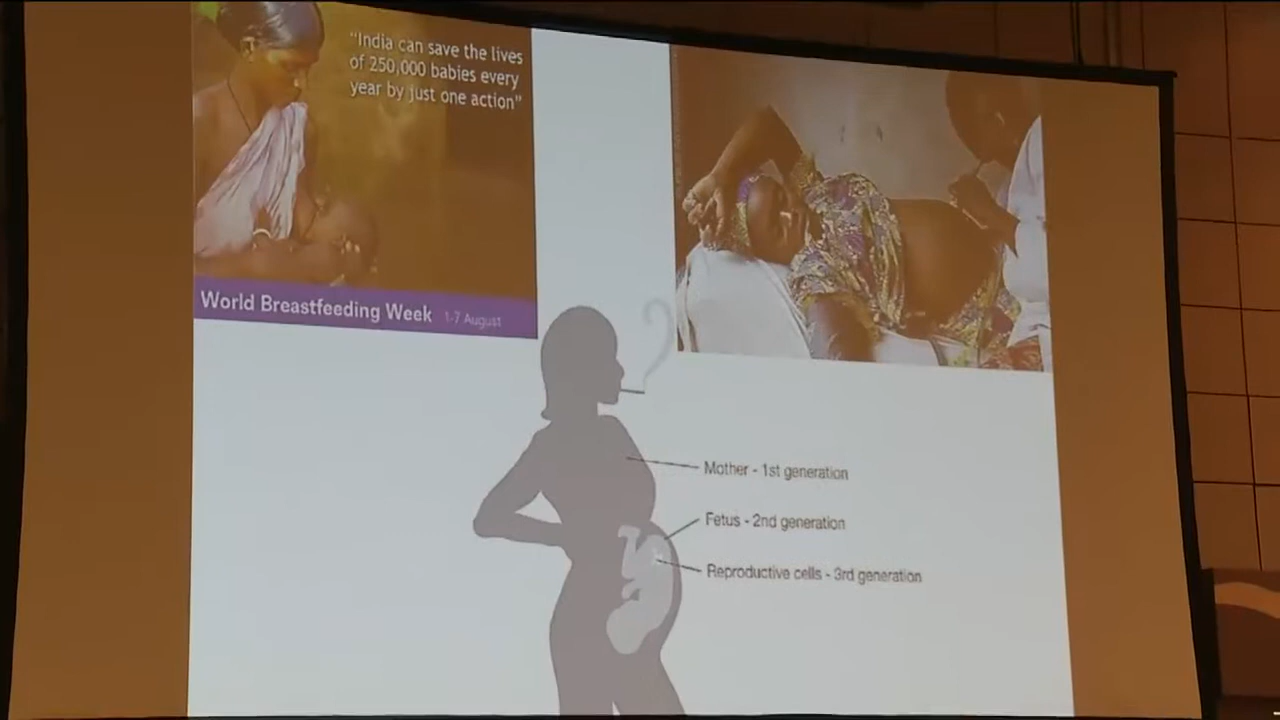 "India can save the lives
of 250,000 babies every
year by just one action"
World Breastfeeding Week 1-7 August
Mother - 1st generation
Fetus - 2nd generation
Reproductive cells - 3rd generation